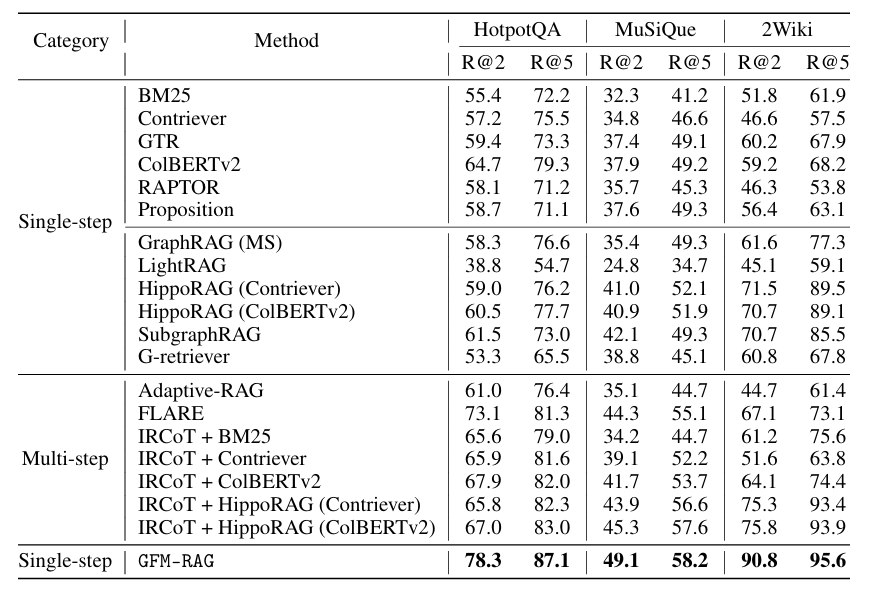 Category Method HotpotQA MuSiQue 2Wiki
R@2 R@5 R@2 R@5 R@2 R@5
BM25 55.4 72.2 32.3 41.2 51.8 61.9
Contriever 57.2 75.5 34.8 46.6 46.6 57.5
GTR 59.4 73.3 37.4 49.1 60.2 67.9
ColBERTv2 64.7 79.3 37.9 49.2 59.2 68.2
RAPTOR 58.1 71.2 35.7 45.3 46.3 53.8
Proposition 58.7 71.1 37.6 49.3 56.4 63.1
Single-step
GraphRAG (MS) 58.3 76.6 35.4 49.3 61.6 77.3
LightRAG 38.8 54.7 24.8 34.7 45.1 59.1
HippoRAG (Contriever) 59.0 76.2 41.0 52.1 71.5 89.5
HippoRAG (ColBERTv2) 60.5 77.7 40.9 51.9 70.7 89.1
SubgraphRAG 61.5 73.0 42.1 49.3 70.7 85.5
G-retriever 53.3 65.5 38.8 45.1 60.8 67.8
Adaptive-RAG 61.0 76.4 35.1 44.7 44.7 61.4
FLARE 73.1 81.3 44.3 55.1 67.1 73.1
IRCoT + BM25 65.6 79.0 34.2 44.7 61.2 75.6
Multi-step IRCoT + Contriever 65.9 81.6 39.1 52.2 51.6 63.8
IRCoT + ColBERTv2 67.9 82.0 41.7 53.7 64.1 74.4
IRCoT + HippoRAG (Contriever) 65.8 82.3 43.9 56.6 75.3 93.4
IRCoT + HippoRAG (ColBERTv2) 67.0 83.0 45.3 57.6 75.8 93.9
Single-step GFM-RAG 78.3 87.1 49.1 58.2 90.8 95.6